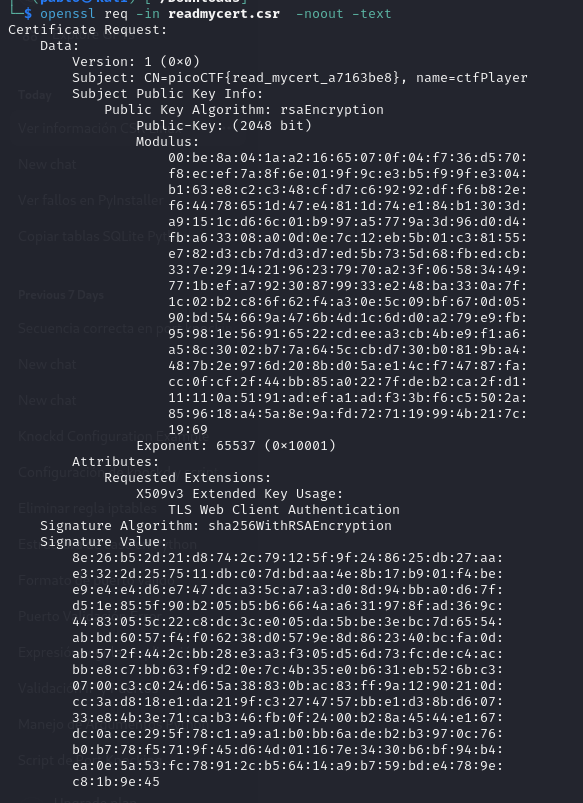 └─$ openssl req -in readmycert.csr  -noout -text
Certificate Request:
    Data:
        Version: 1 (0×0)
        Subject: CN=picoCTF{read_mycert_a7163be8}, name=ctfPlayer
        Subject Public Key Info:
            Public Key Algorithm: rsaEncryption
                Public-Key: (2048 bit)
                Modulus:
                    00:be:8a:04:1a:a2:16:65:07:0f:04:f7:36:d5:70:
                    f8:ec:ef:7a:8f:6e:01:9f:9c:e3:b5:f9:9f:e3:04:
                    b1:63:e8:c2:c3:48:cf:d7:c6:92:92:df:f6:b8:2e:
                    f6:44:78:65:1d:47:e4:81:1d:74:e1:84:b1:30:3d:
                    a9:15:1c:d6:6c:01:b9:97:a5:77:9a:3d:96:d0:d4:
                    fb:a6:33:08:a0:0d:0e:7c:12:eb:5b:01:c3:81:55:
                    e7:82:d3:cb:7d:d3:d7:ed:5b:73:5d:68:fb:ed:cb:
                    33:7e:29:14:21:96:23:79:70:a2:3f:06:58:34:49:
                    77:1b:ef:a7:92:30:87:99:33:e2:48:ba:33:0a:7f:
                    1c:02:b2:c8:6f:62:f4:a3:0e:5c:09:bf:67:0d:05:
                    90:bd:54:66:9a:47:6b:4d:1c:6d:d0:a2:79:e9:fb:
                    95:98:1e:56:91:65:22:cd:ee:a3:cb:4b:e9:f1:a6:
                    a5:8c:30:02:b7:7a:64:5c:cb:d7:30:b0:81:9b:a4:
                    48:7b:2e:97:6d:20:8b:d0:5a:e1:4c:f7:47:87:fa:
                    cc:0f:cf:2f:44:bb:85:a0:22:7f:de:b2:ca:2f:d1:
                    11:11:0a:51:91:ad:ef:a1:ad:f3:3b:f6:c5:50:2a:
                    85:96:18:a4:5a:8e:9a:fd:72:71:19:99:4b:21:7c:
                    19:69
                Exponent: 65537 (0×10001)
        Attributes:
            Requested Extensions:
                X509v3 Extended Key Usage:
                    TLS Web Client Authentication
    Signature Algorithm: sha256WithRSAEncryption
    Signature Value:
        8e:26:b5:2d:21:d8:74:2c:79:12:5f:9f:24:86:25:db:27:aa:
        e3:32:2d:25:75:11:db:c0:7d:bd:aa:4e:8b:17:b9:01:f4:be:
        e9:e4:e4:d6:e7:47:dc:a3:5c:a7:a3:d0:8d:94:bb:a0:d6:7f:
        d5:1e:85:5f:90:b2:05:b5:b6:66:4a:a6:31:97:8f:ad:36:9c:
        44:83:05:5c:22:c8:dc:3c:e0:05:da:5b:be:3e:bc:7d:65:54:
        ab:bd:60:57:f4:f0:62:38:d0:57:9e:8d:86:23:40:bc:fa:0d:
        ab:57:2f:44:2c:bb:28:e3:a3:f3:05:d5:6d:73:fc:de:c4:ac:
        bb:e8:c7:bb:63:f9:d2:0e:7c:4b:35:e0:b6:31:eb:52:6b:c3:
        07:00:c3:c0:24:d6:5a:38:83:0b:ac:83:ff:9a:12:90:21:0d:
        cc:3a:d8:18:e1:da:21:9f:c3:27:47:57:bb:e1:d3:8b:d6:07:
        33:e8:4b:3e:71:ca:b3:46:fb:0f:24:00:b2:8a:45:44:e1:67:
        dc:0a:ce:29:5f:78:c1:a9:a1:b0:bb:6a:de:b2:b3:97:0c:76:
        b0:b7:78:f5:71:9f:45:d6:4d:01:16:7e:34:30:b6:bf:94:b4:
        ea:0e:5a:53:fc:78:91:2c:b5:64:14:a9:b7:59:bd:e4:78:9e:
        c8:1b:9e:45